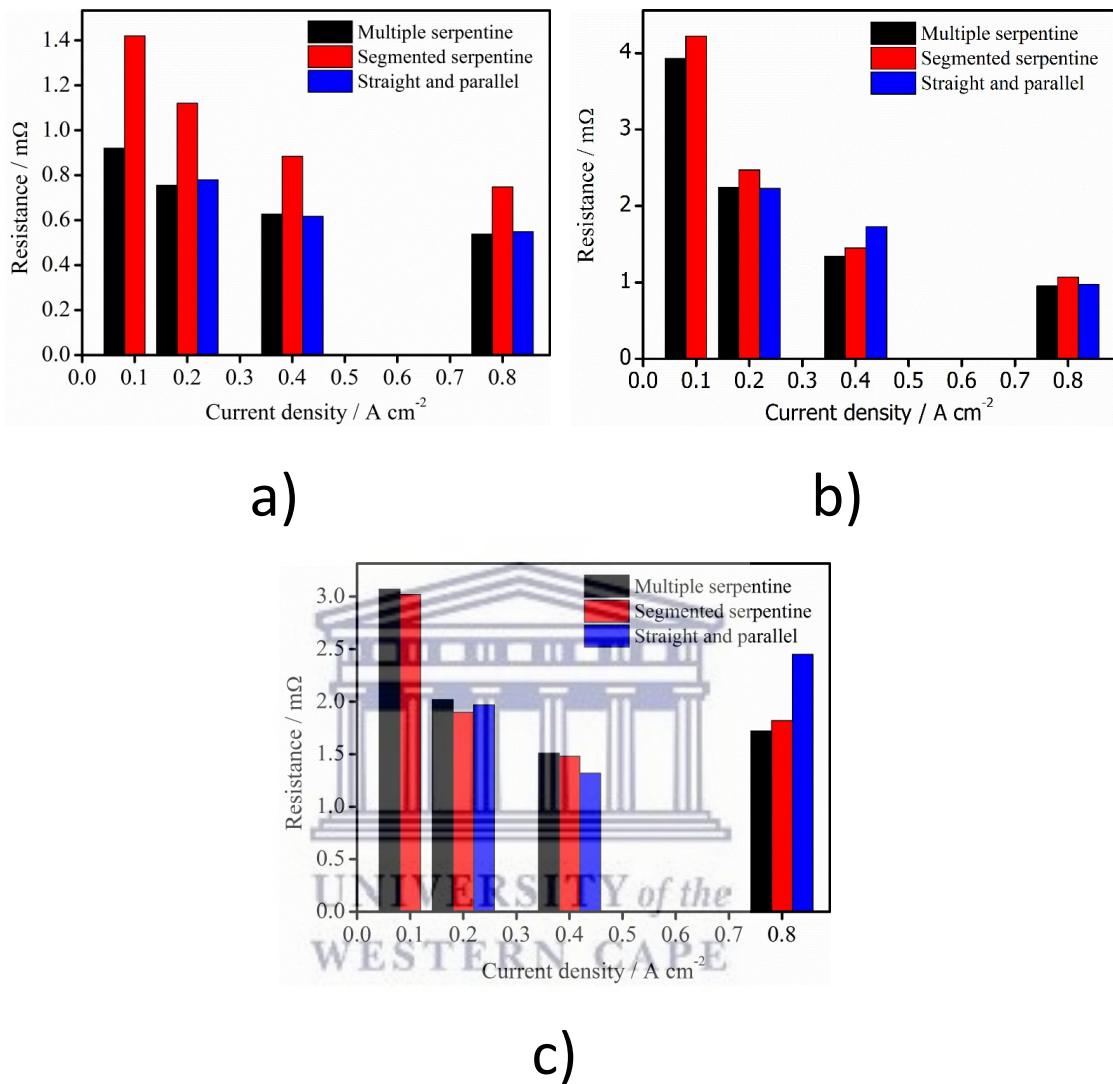 Multiple serpentine
Segmented serpentine
Straight and parallel
Resistance / mΩ
1.4
1.2
1.0
0.8
0.6
0.4
0.2
0.0
0.0 0.1 0.2 0.3 0.4 0.5 0.6 0.7 0.8
Current density / A cm⁻²
a)
Multiple serpentine
Segmented serpentine
Straight and parallel
Resistance / mΩ
4
3
2
1
0
0.0 0.1 0.2 0.3 0.4 0.5 0.6 0.7 0.8
Current density / A cm⁻²
b)
Multiple serpentine
Segmented serpentine
Straight and parallel
Resistance / mΩ
3.0
2.5
2.0
1.5
1.0
0.5
0.0
UNIVERSITY of the
0.0 0.1 0.2 0.3 0.4 0.5 0.6 0.7 0.8
WESTERN CAPE
Current density / A cm⁻²
c)